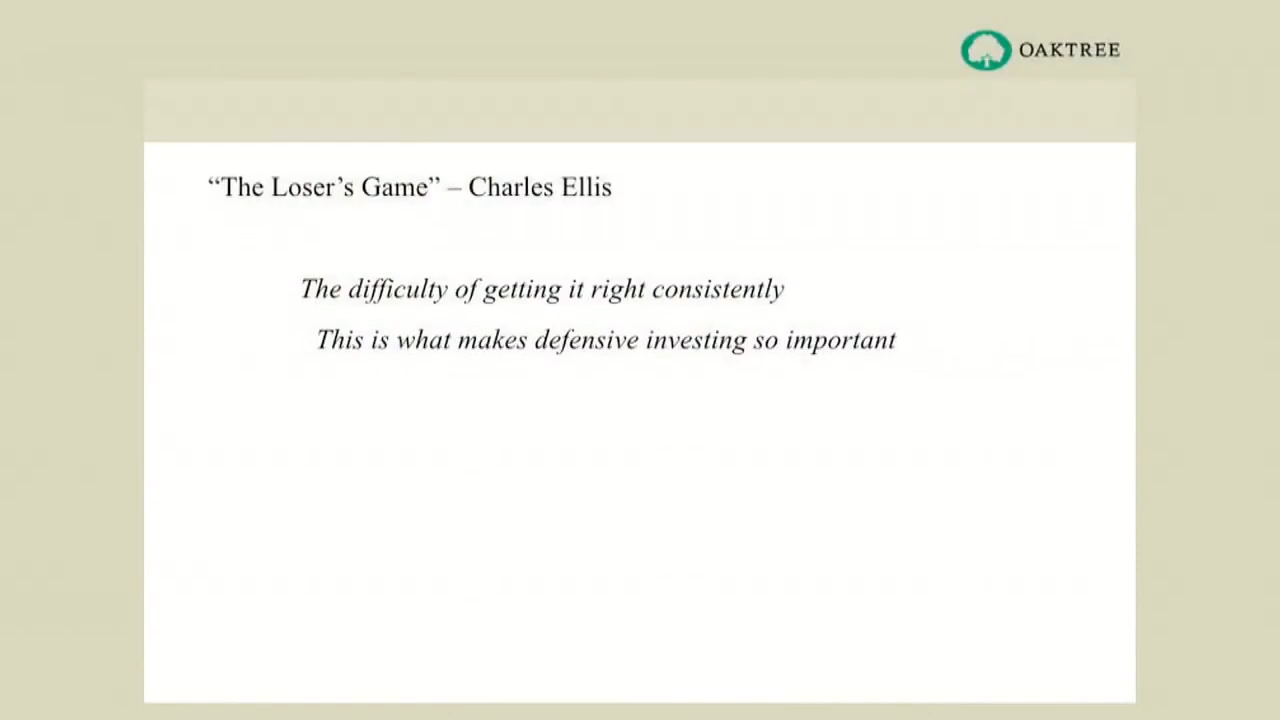 OAKTREE
“The Loser’s Game” – Charles Ellis
The difficulty of getting it right consistently
This is what makes defensive investing so important